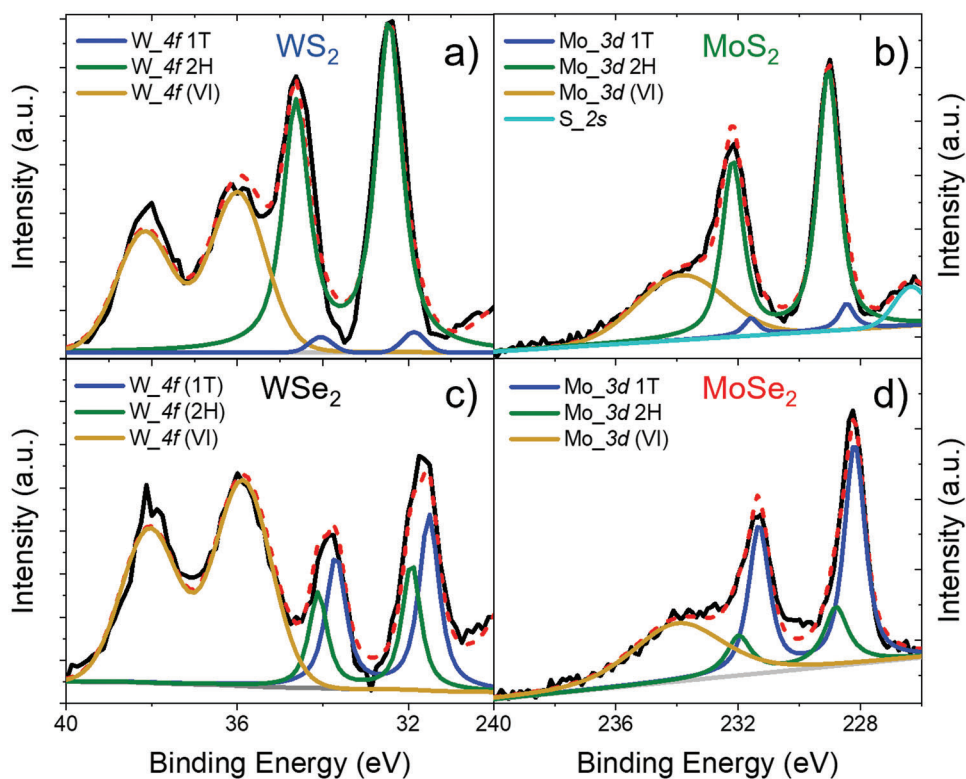 W_4f 1T
W_4f 2H
W_4f (VI)
WS₂
a)
Mo_3d 1T
Mo_3d 2H
Mo_3d (VI)
S_2s
MoS₂
b)
Intensity (a.u.)
Intensity (a.u.)
W_4f (1T)
W_4f (2H)
W_4f (VI)
WSe₂
c)
Mo_3d 1T
Mo_3d 2H
Mo_3d (VI)
MoSe₂
d)
Intensity (a.u.)
Intensity (a.u.)
40 36 32 240 236 232 228
Binding Energy (eV) Binding Energy (eV)